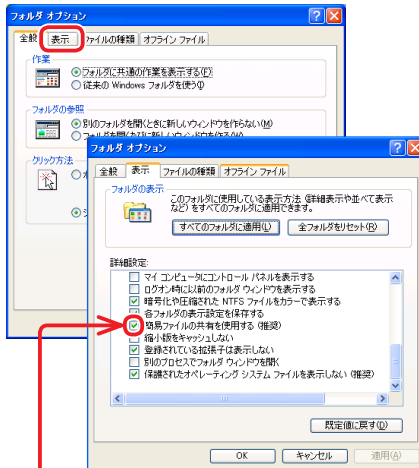 フォルダ オプション
全般
表示
ファイルの種類
オフライン ファイル
作業
フォルダに共通の作業を表示する(F)
従来の Windows フォルダを使う
フォルダの参照
別のフォルダを開くときに新しいウィンドウを作らない(M)
クリック方法
フォルダ オプション
全般
表示
ファイルの種類
オフライン ファイル
フォルダの表示
このフォルダに使用している表示方法 (詳細表示や並べて表示
など) をすべてのフォルダに適用できます。
すべてのフォルダに適用(L)
全フォルダをリセット(R)
詳細設定:
マイ コンピュータにコントロール パネルを表示する
ログオン時に以前のフォルダ ウィンドウを表示する
暗号化や圧縮された NTFS ファイルをカラーで表示する
各フォルダの表示設定を保存する
簡易ファイルの共有を使用する (推奨)
縮小版をキャッシュしない
登録されている拡張子は表示しない
別のプロセスでフォルダ ウィンドウを開く
保護されたオペレーティング システム ファイルを表示しない (推奨)
既定値に戻す(D)
OK
キャンセル
適用(A)